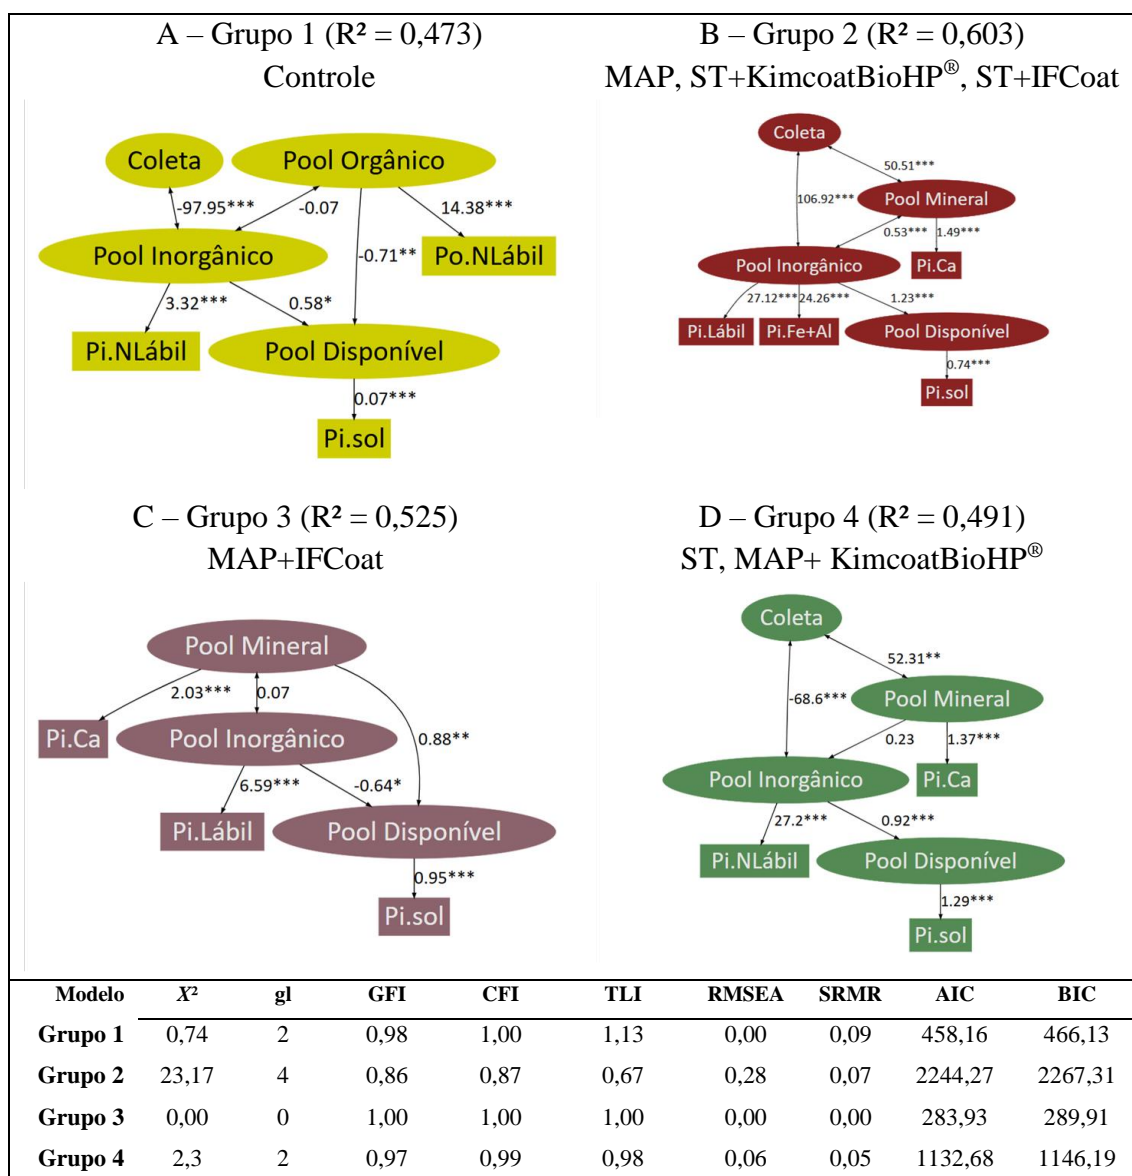 A – Grupo 1 (R² = 0,473)
Controle
Coleta
Pool Orgânico
-97.95***
-0.07
14.38***
Pool Inorgânico
-0.71**
Po.NLábil
3.32***
0.58*
Pi.NLábil
Pool Disponível
0.07***
Pi.sol
B – Grupo 2 (R² = 0,603)
MAP, ST+KimcoatBioHP®, ST+IFCoat
Coleta
50.51***
106.92***
Pool Mineral
0.53***
1.49***
Pool Inorgânico
Pi.Ca
27.12***
24.26***
1.23***
Pi.Lábil
Pi.Fe+Al
Pool Disponível
0.74***
Pi.sol
C – Grupo 3 (R² = 0,525)
MAP+IFCoat
Pool Mineral
2.03***
0.07
Pi.Ca
Pool Inorgânico
0.88**
6.59***
-0.64*
Pi.Lábil
Pool Disponível
0.95***
Pi.sol
D – Grupo 4 (R² = 0,491)
ST, MAP+ KimcoatBioHP®
Coleta
52.31**
-68.6***
Pool Mineral
0.23
1.37***
Pool Inorgânico
Pi.Ca
27.2***
0.92***
Pi.NLábil
Pool Disponível
1.29***
Pi.sol
Modelo X² gl GFI CFI TLI RMSEA SRMR AIC BIC
Grupo 1 0,74 2 0,98 1,00 1,13 0,00 0,09 458,16 466,13
Grupo 2 23,17 4 0,86 0,87 0,67 0,28 0,07 2244,27 2267,31
Grupo 3 0,00 0 1,00 1,00 1,00 0,00 0,00 283,93 289,91
Grupo 4 2,3 2 0,97 0,99 0,98 0,06 0,05 1132,68 1146,19